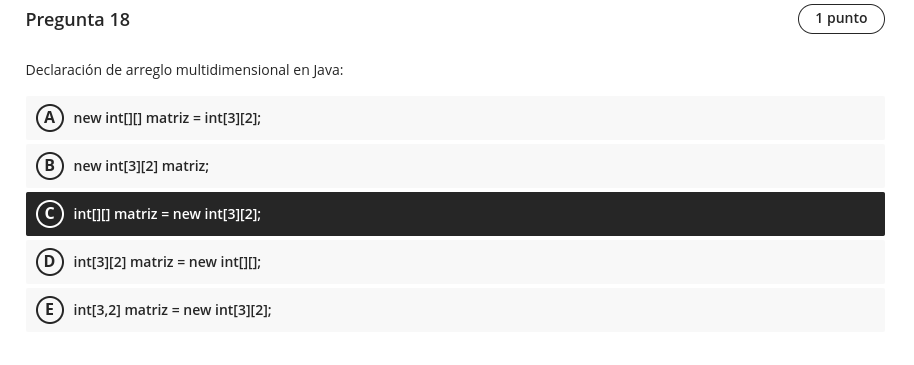 Pregunta 18
1 punto
Declaración de arreglo multidimensional en Java:
A new int[][] matriz = int[3][2];
B new int[3][2] matriz;
C int[][] matriz = new int[3][2];
D int[3][2] matriz = new int[][];
E int[3,2] matriz = new int[3][2];